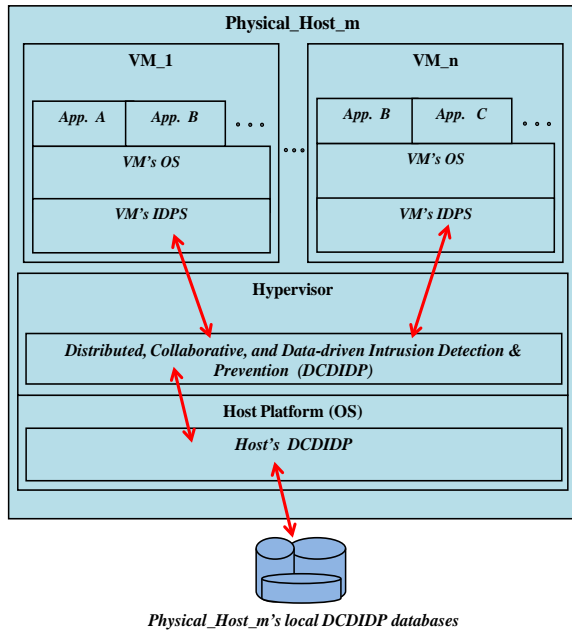 Physical_Host_m
VM_1
App. A
App. B
. . .
VM's OS
VM's IDPS
...
VM_n
App. B
App. C
. . .
VM's OS
VM's IDPS
Hypervisor
Distributed, Collaborative, and Data-driven Intrusion Detection &
Prevention (DCDIDP)
Host Platform (OS)
Host's DCDIDP
Physical_Host_m's local DCDIDP databases